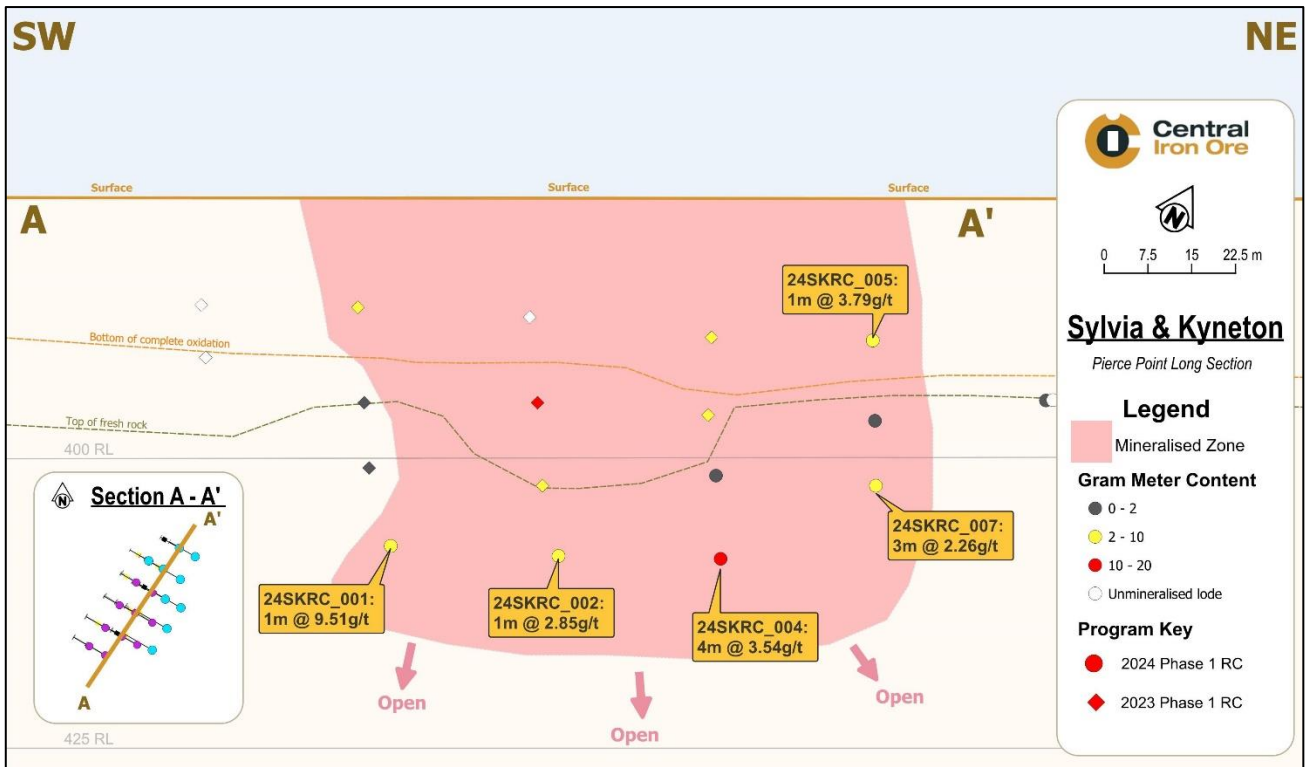 SW
NE
Surface
Surface
Surface
A
A'
Central
Iron Ore
N
0 7.5 15 22.5 m
Sylvia & Kyneton
Pierce Point Long Section
Legend
Mineralised Zone
Gram Meter Content
0 - 2
2 - 10
10 - 20
Unmineralised lode
Program Key
2024 Phase 1 RC
2023 Phase 1 RC
24SKRC_005:
1m @ 3.79g/t
Bottom of complete oxidation
Top of fresh rock
400 RL
N
Section A - A'
A'
A
24SKRC_001:
1m @ 9.51g/t
24SKRC_002:
1m @ 2.85g/t
24SKRC_004:
4m @ 3.54g/t
24SKRC_007:
3m @ 2.26g/t
Open
Open
Open
425 RL